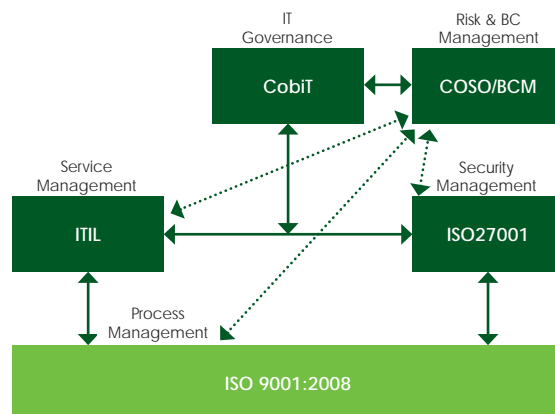 IT
Governance
Risk & BC
Management
CobiT
COSO/BCM
Service
Management
Security
Management
ITIL
ISO27001
Process
Management
ISO 9001:2008